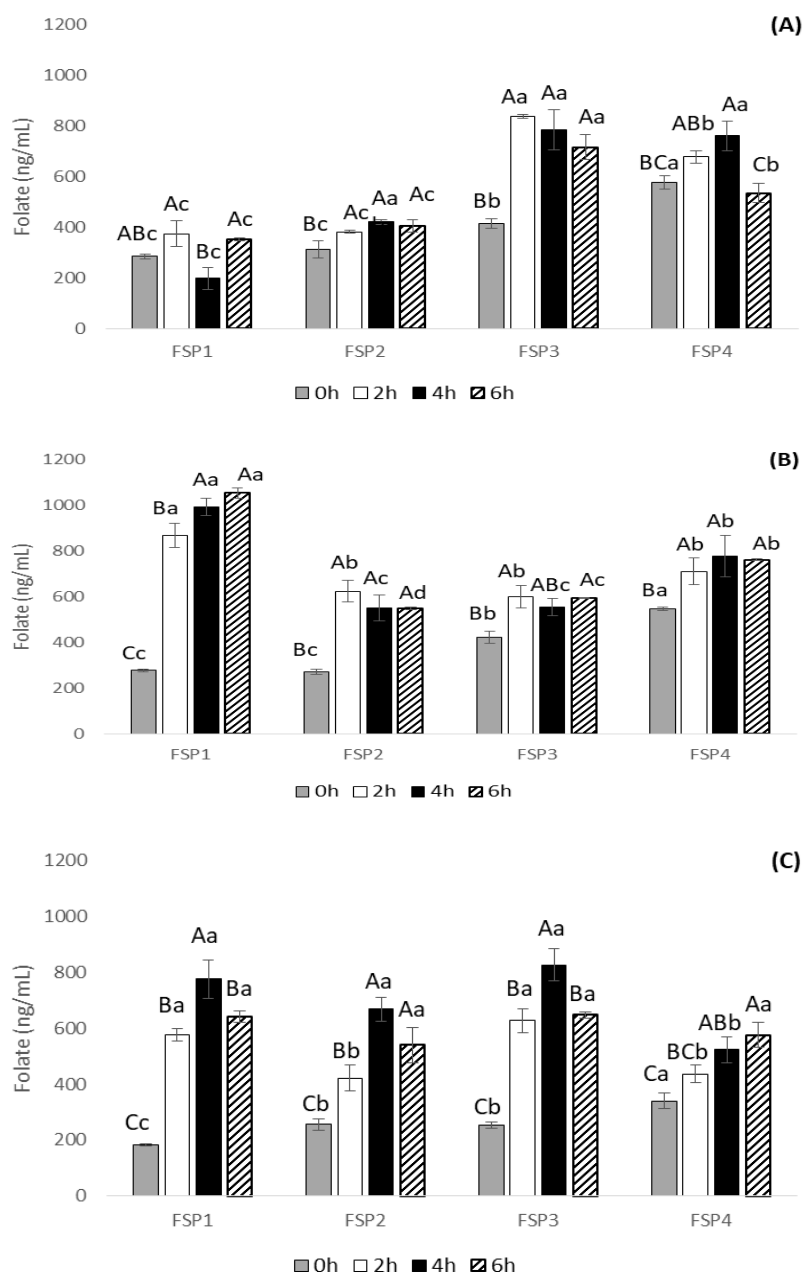 (A)
1200
1000
800
600
400
200
0
Folate (ng/mL)
ABc Ac Bc Ac
Bc Ac Aa Ac
Bb Aa Aa Aa
BCa ABb Aa Cb
FSP1 FSP2 FSP3 FSP4
0h 2h 4h 6h
(B)
1200
1000
800
600
400
200
0
Folate (ng/mL)
Cc Ba Aa Aa
Bc Ab Ac Ad
Bb Ab ABc Ac
Ba Ab Ab Ab
FSP1 FSP2 FSP3 FSP4
0h 2h 4h 6h
(C)
1200
1000
800
600
400
200
0
Folate (ng/mL)
Cc Ba Aa Ba
Cb Bb Aa Aa
Cb Ba Aa Ba
Ca BCb ABb Aa
FSP1 FSP2 FSP3 FSP4
0h 2h 4h 6h